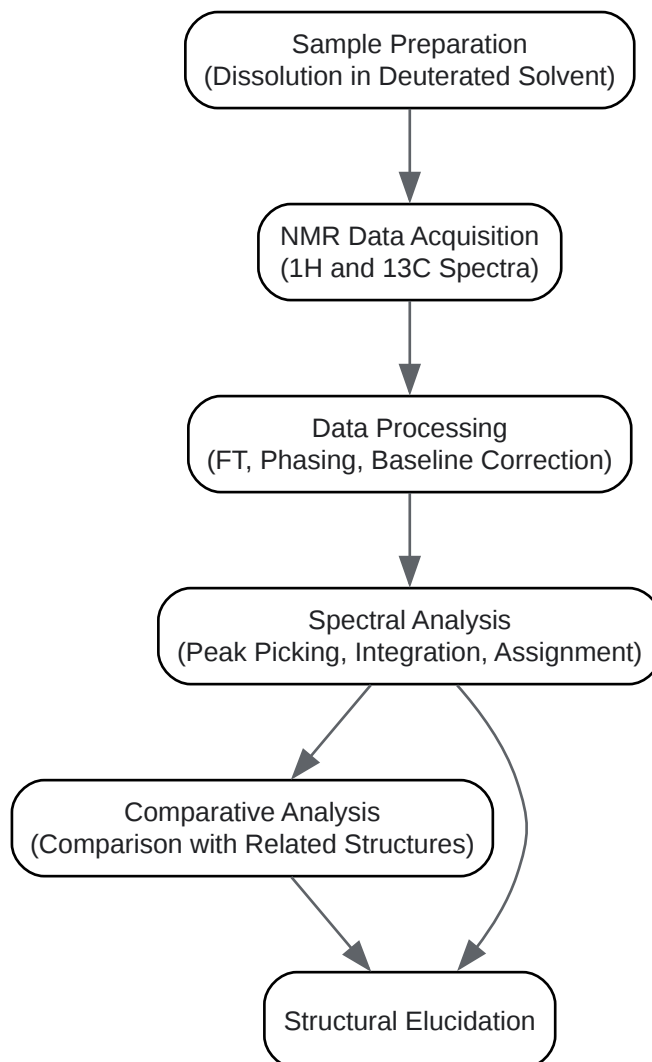 Sample Preparation
(Dissolution in Deuterated Solvent)
NMR Data Acquisition
(1H and 13C Spectra)
Data Processing
(FT, Phasing, Baseline Correction)
Spectral Analysis
(Peak Picking, Integration, Assignment)
Comparative Analysis
(Comparison with Related Structures)
Structural Elucidation